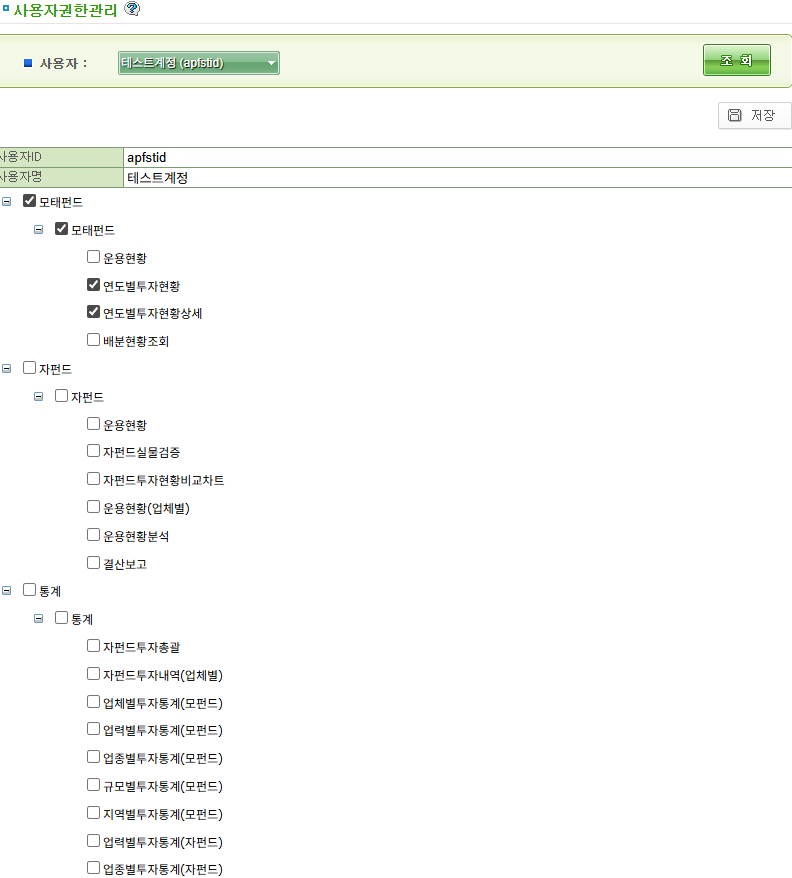 사용자권한관리
사용자 : 테스트계정 (apfstid) 조 회
저장
사용자ID apfstid
사용자명 테스트계정
모태펀드
모태펀드
운용현황
연도별투자현황
연도별투자현황상세
배분현황조회
자펀드
자펀드
운용현황
자펀드실물검증
자펀드투자현황비교차트
운용현황(업체별)
운용현황분석
결산보고
통계
통계
자펀드투자총괄
자펀드투자내역(업체별)
업체별투자통계(모펀드)
업력별투자통계(모펀드)
업종별투자통계(모펀드)
규모별투자통계(모펀드)
지역별투자통계(모펀드)
업력별투자통계(자펀드)
업종별투자통계(자펀드)